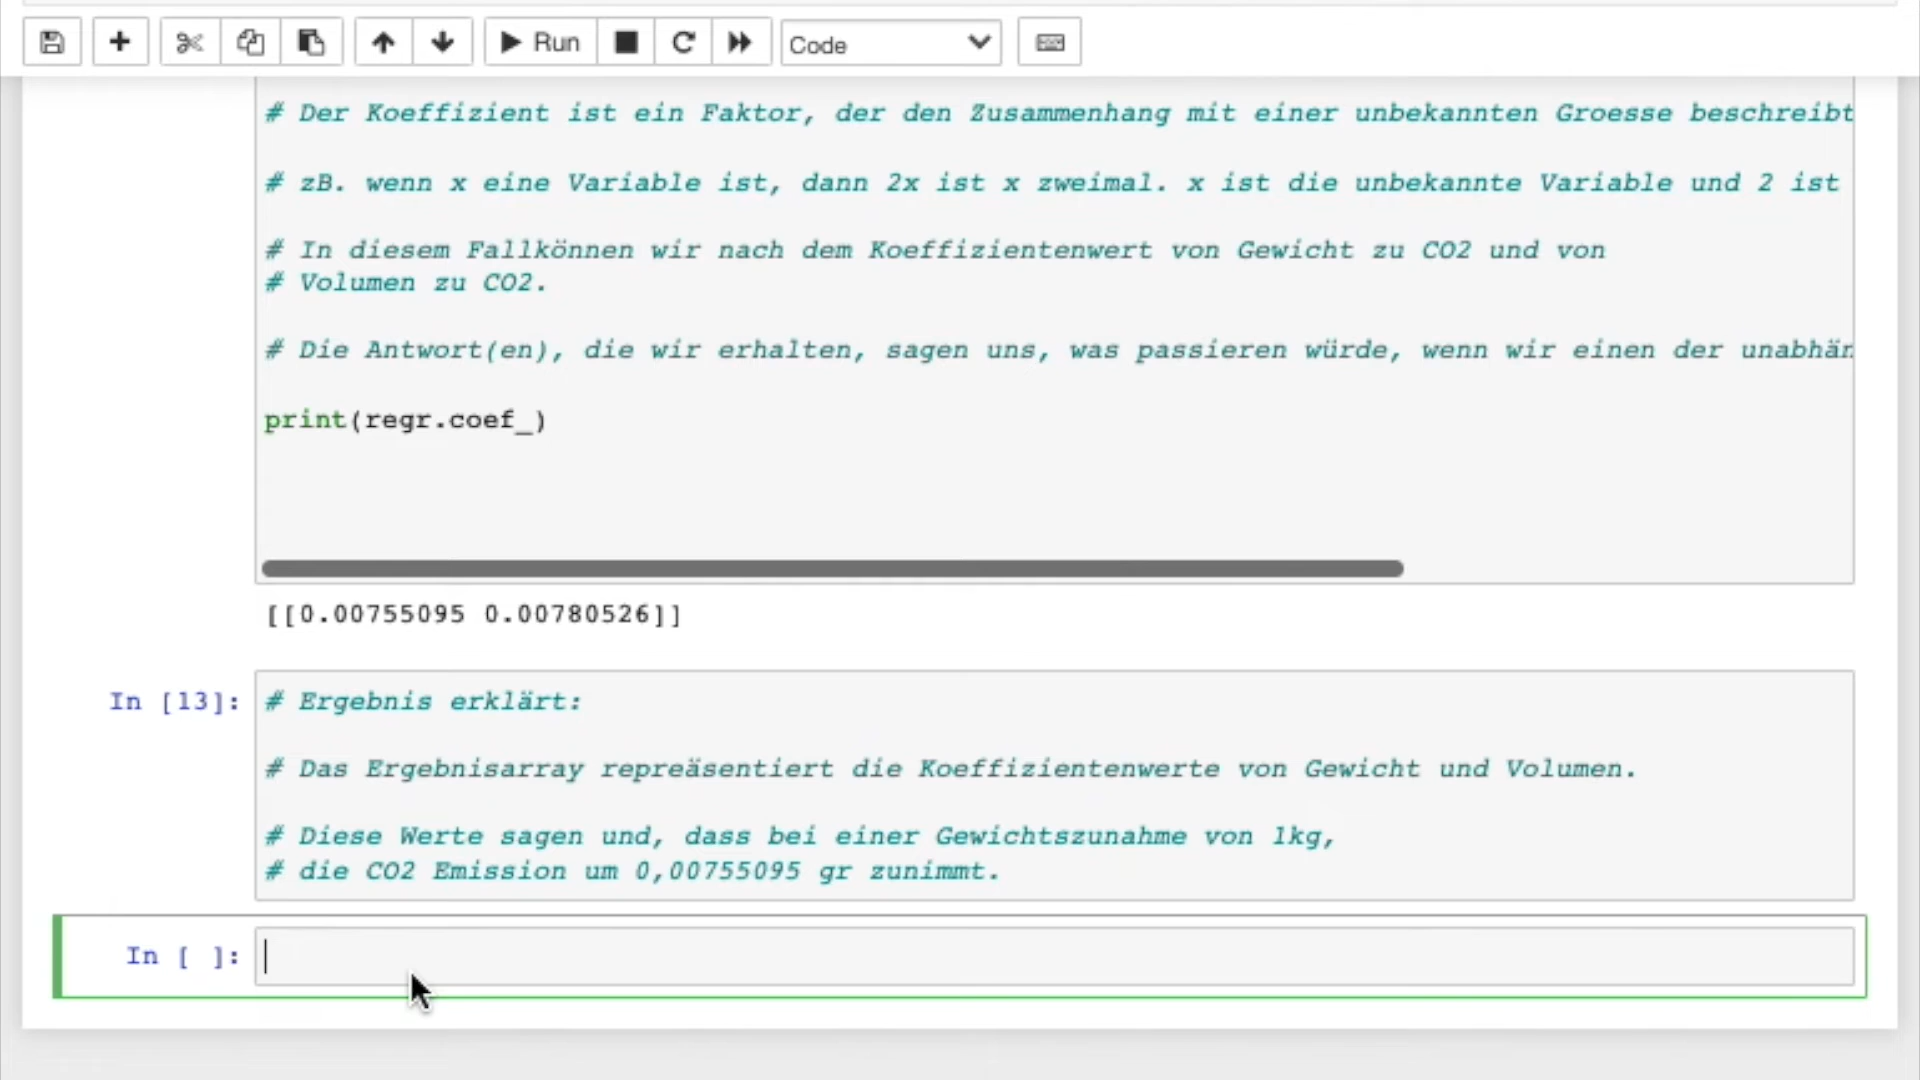 Run
Code
# Der Koeffizient ist ein Faktor, der den Zusammenhang mit einer unbekannten Groesse beschreibt
# zB. wenn x eine Variable ist, dann 2x ist x zweimal. x ist die unbekannte Variable und 2 ist
# In diesem Fallkönnen wir nach dem Koeffizientenwert von Gewicht zu CO2 und von
# Volumen zu CO2.
# Die Antwort(en), die wir erhalten, sagen uns, was passieren würde, wenn wir einen der unabhän
print(regr.coef_)
[[0.00755095 0.00780526]]
In [13]: # Ergebnis erklärt:
# Das Ergebnisarray repreäsentiert die Koeffizientenwerte von Gewicht und Volumen.
# Diese Werte sagen und, dass bei einer Gewichtszunahme von 1kg,
# die CO2 Emission um 0,00755095 gr zunimmt.
In [ ]: